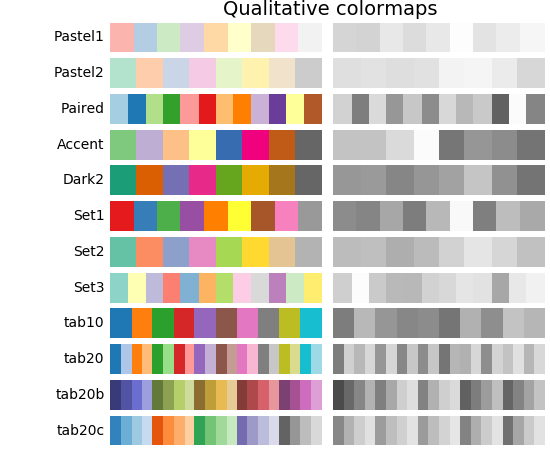 Qualitative colormaps
Pastel1
Pastel2
Paired
Accent
Dark2
Set1
Set2
Set3
tab10
tab20
tab20b
tab20c